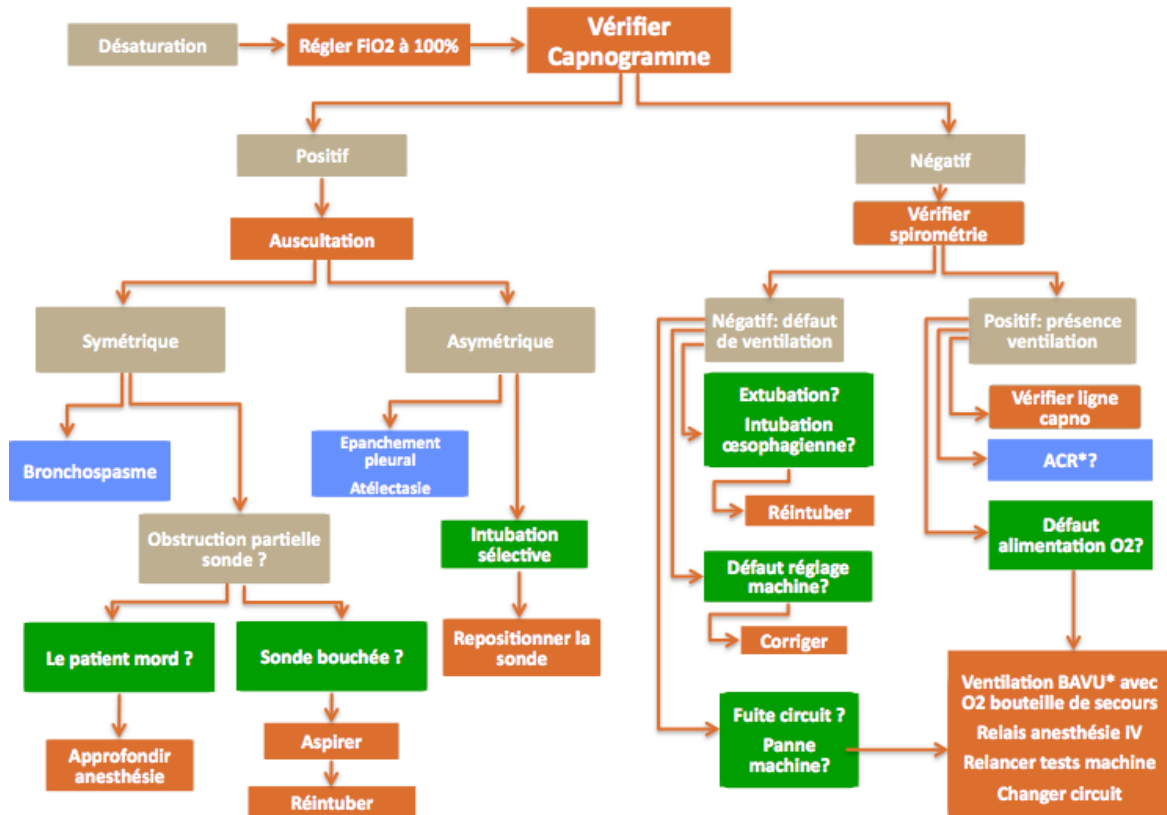 Désaturation
Régler FiO2 à 100%
Vérifier
Capnogramme
Positif
Négatif
Auscultation
Vérifier
spirométrie
Symétrique
Asymétrique
Négatif: défaut
de ventilation
Positif: présence
ventilation
Bronchospasme
Epanchement
pleural
Atélectasie
Extubation?
Intubation
œsophagienne?
Vérifier ligne
capno
ACR*?
Réintuber
Obstruction partielle
sonde ?
Intubation
sélective
Défaut
alimentation O2?
Défaut réglage
machine?
Corriger
Le patient mord ?
Sonde bouchée ?
Repositionner la
sonde
Approfondir
anesthésie
Aspirer
Réintuber
Fuite circuit ?
Panne
machine?
Ventilation BAVU* avec
O2 bouteille de secours
Relais anesthésie IV
Relancer tests machine
Changer circuit